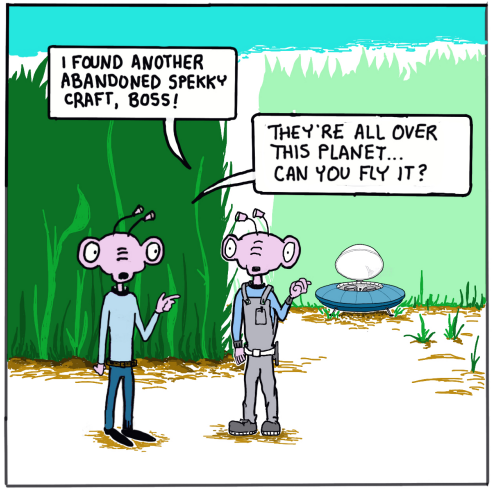 I FOUND ANOTHER
ABANDONED SPEKKY
CRAFT, BOSS!
THEY'RE ALL OVER
THIS PLANET...
CAN YOU FLY IT?